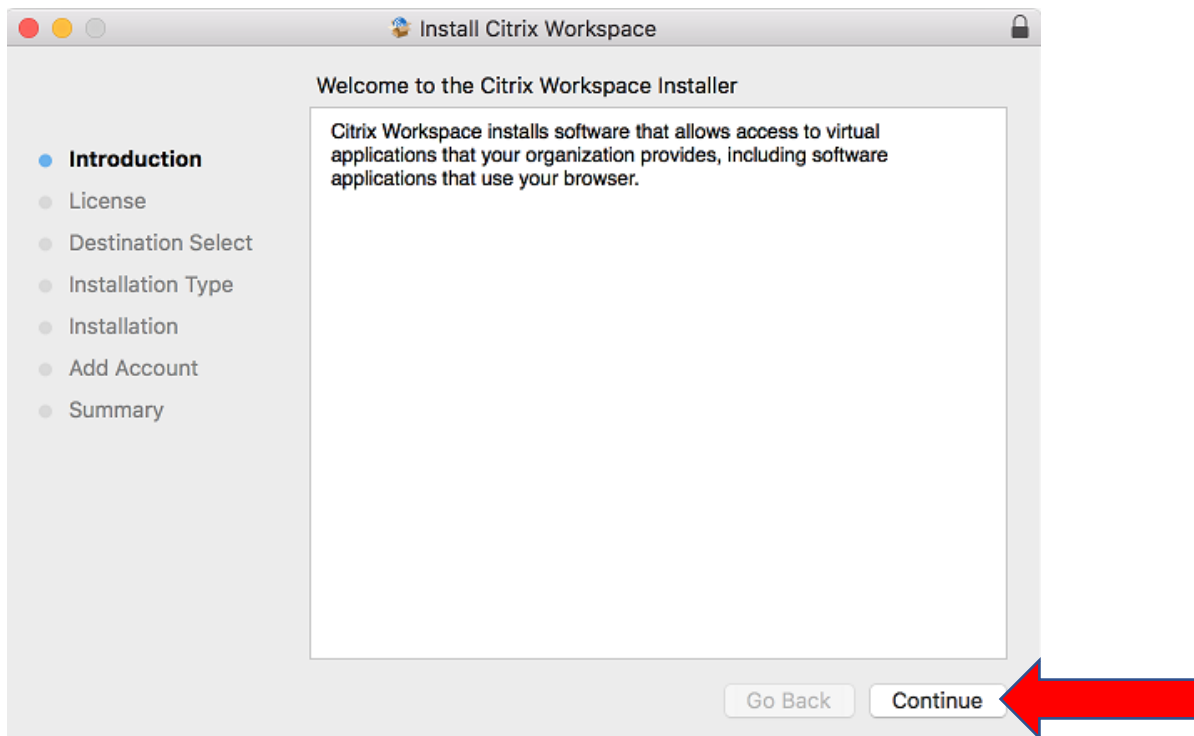 Install Citrix Workspace
Welcome to the Citrix Workspace Installer
Introduction
License
Destination Select
Installation Type
Installation
Add Account
Summary
Citrix Workspace installs software that allows access to virtual
applications that your organization provides, including software
applications that use your browser.
Go Back
Continue